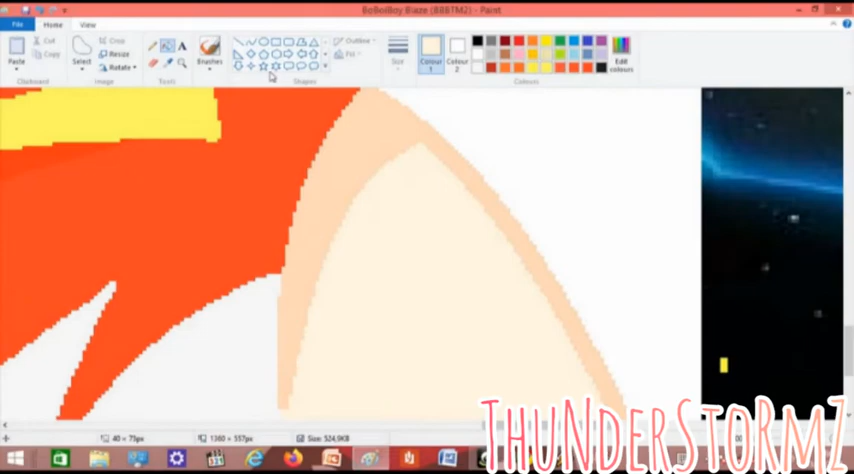 BoBoiBoy Blaze (BBBTM2) - Paint
File Home View
Cut
Copy
Paste
Crop
Resize
Rotate
Select
Brushes
Outline
Fill
Size
Colour 1
Colour 2
Edit colours
Clipboard
Image
Tools
Shapes
Colours
40 × 73px
1360 × 557px
Size: 524,9KB
THUNDERSToRMZ